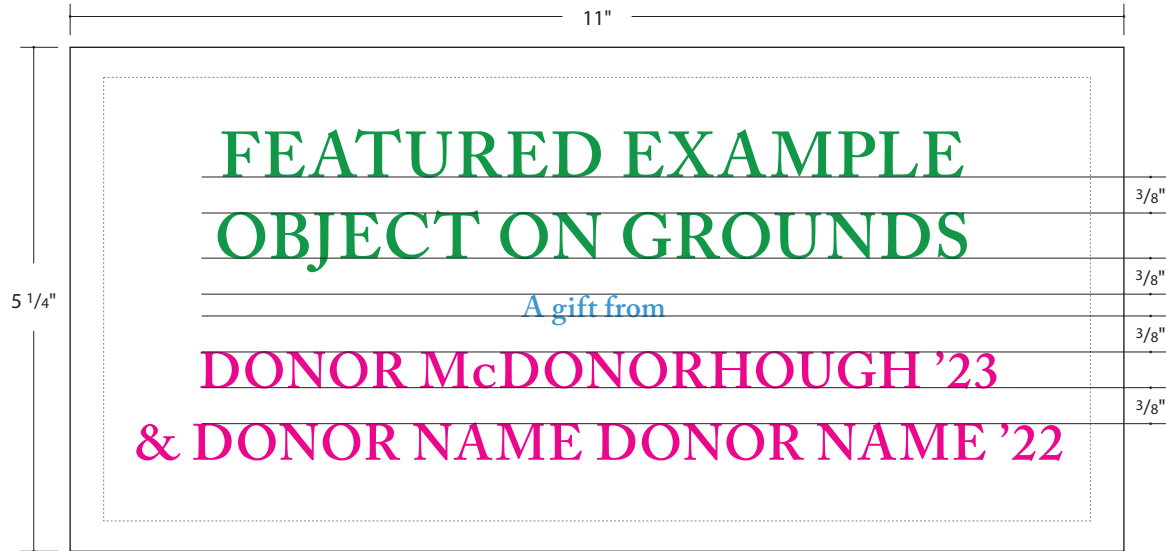 11"
FEATURED EXAMPLE
3/8"
OBJECT ON GROUNDS
3/8"
5 1/4"
A gift from
3/8"
DONOR McDONORHOUGH ’23
3/8"
& DONOR NAME DONOR NAME ’22